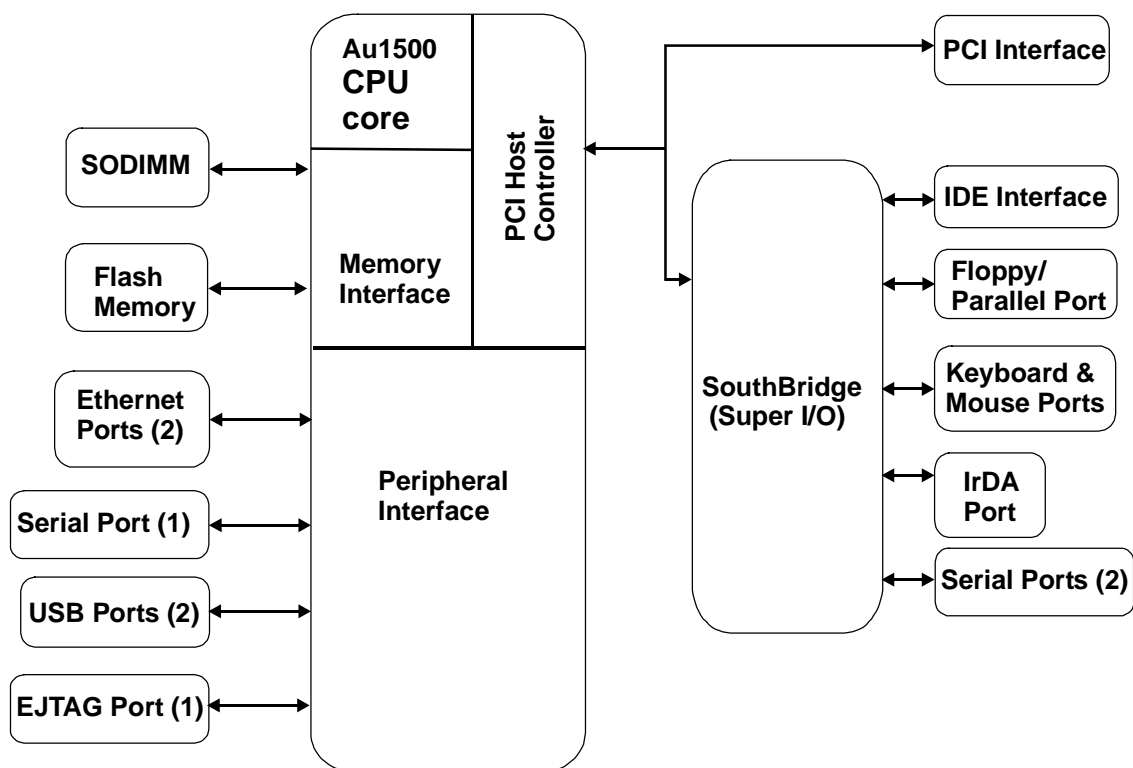 Au1500
CPU
core
PCI Host
Controller
Memory
Interface
Peripheral
Interface
SODIMM
Flash
Memory
Ethernet
Ports (2)
Serial Port (1)
USB Ports (2)
EJTAG Port (1)
SouthBridge
(Super I/O)
PCI Interface
IDE Interface
Floppy/
Parallel Port
Keyboard &
Mouse Ports
IrDA
Port
Serial Ports (2)